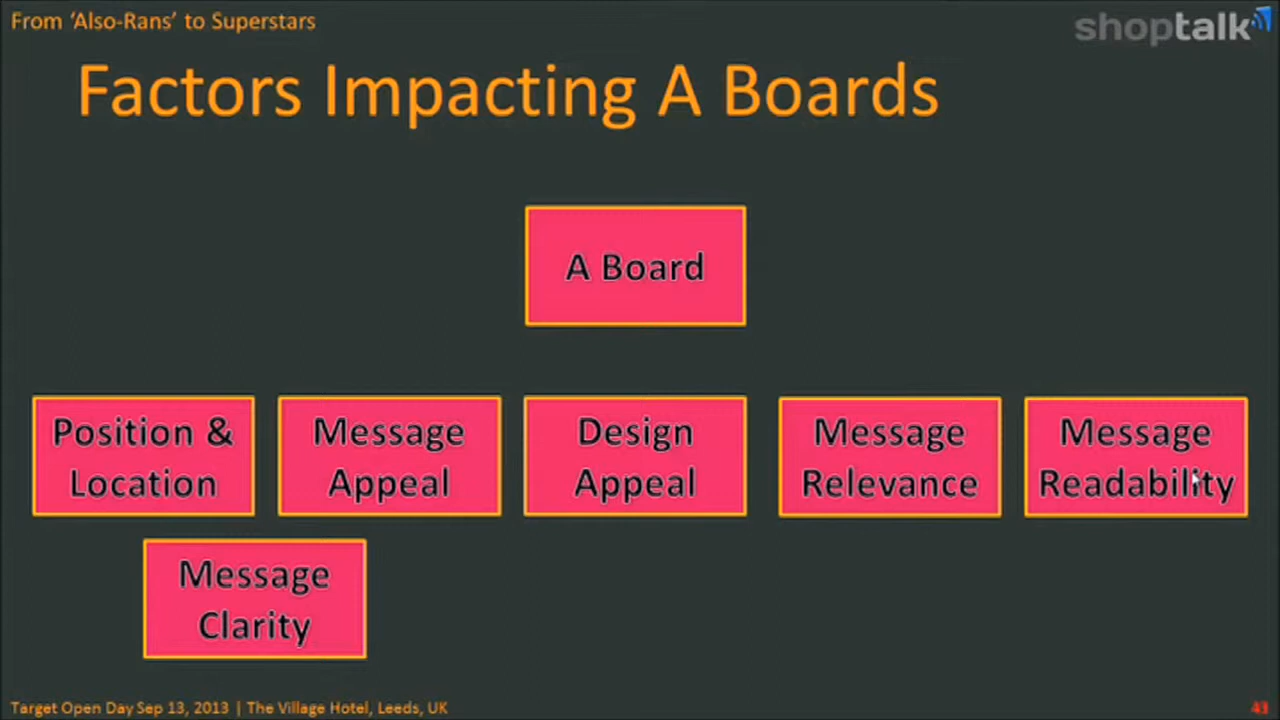 From ‘Also-Rans’ to Superstars
shoptalk
Factors Impacting A Boards
A Board
Position &
Location
Message
Appeal
Design
Appeal
Message
Relevance
Message
Readability
Message
Clarity
Target Open Day Sep 13, 2013 | The Village Hotel, Leeds, UK
43